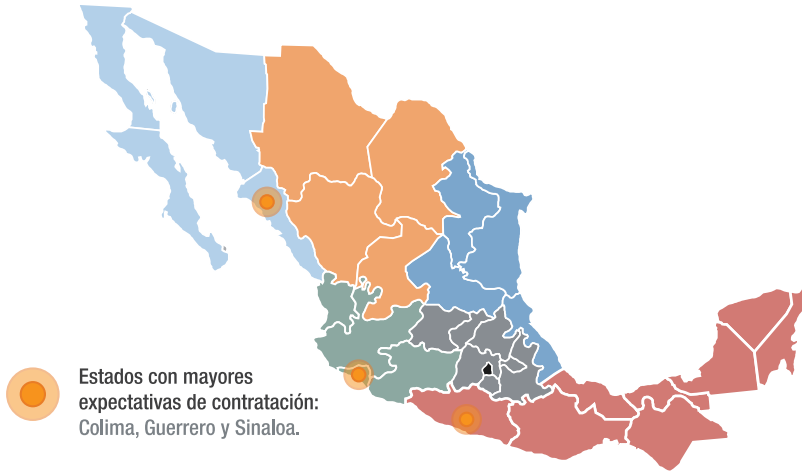 Estados con mayores
expectativas de contratación:
Colima, Guerrero y Sinaloa.